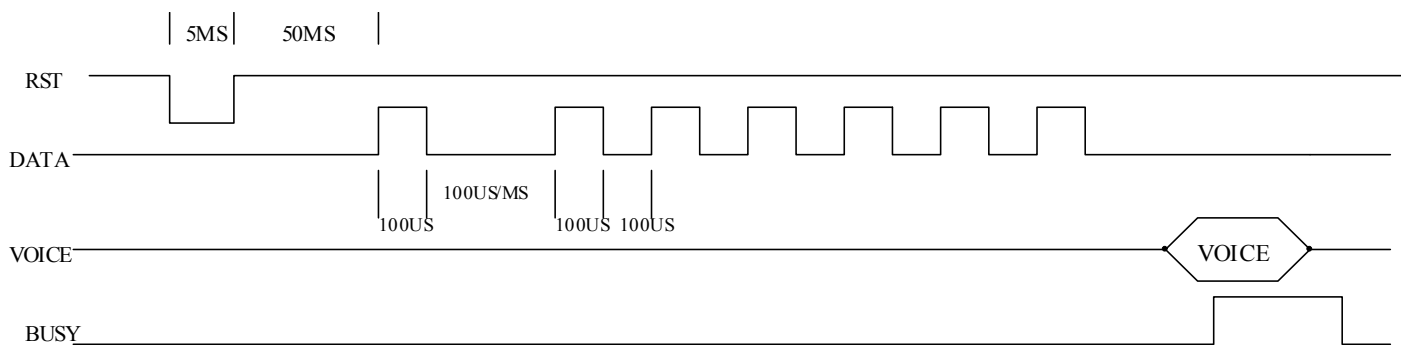 5MS 50MS
RST
DATA
100US/MS
100US 100US 100US
VOICE VOICE
BUSY